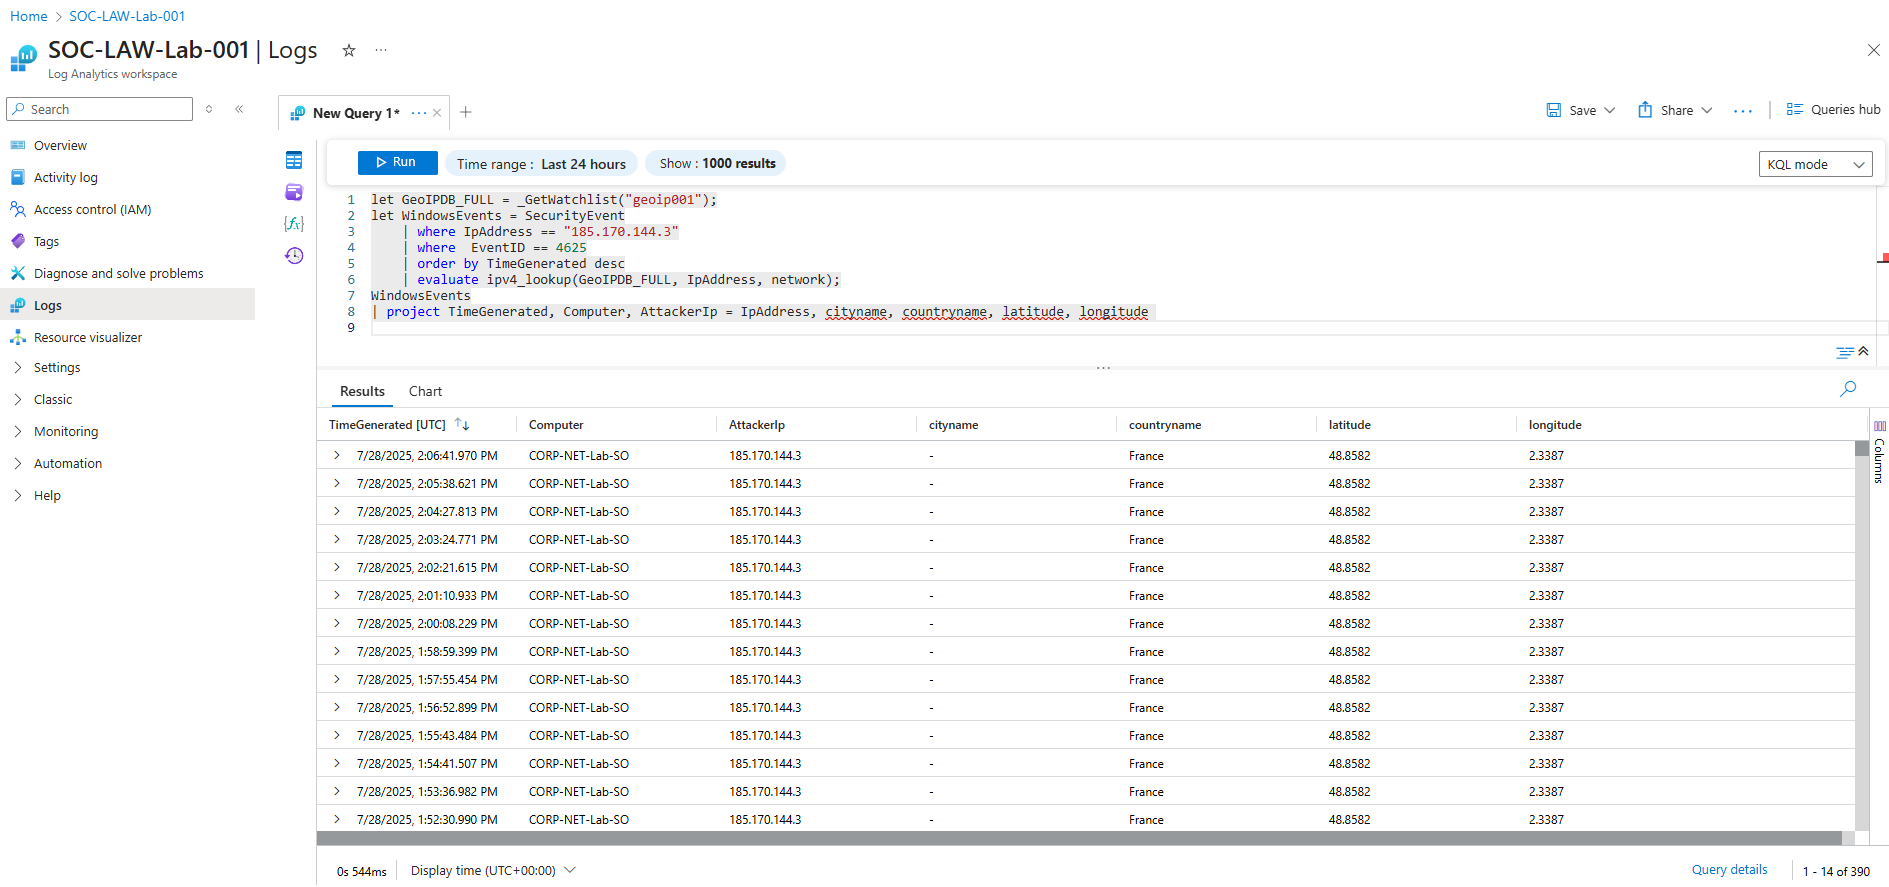 Home > SOC-LAW-Lab-001
SOC-LAW-Lab-001 | Logs
Log Analytics workspace
Search
Overview
Activity log
Access control (IAM)
Tags
Diagnose and solve problems
Logs
Resource visualizer
Settings
Classic
Monitoring
Automation
Help
New Query 1*
Save
Share
Queries hub
Run
Time range : Last 24 hours
Show : 1000 results
KQL mode
1 let GeoIPDB_FULL = _GetWatchlist("geoip001");
2 let WindowsEvents = SecurityEvent
3 | where IpAddress == "185.170.144.3"
4 | where  EventID == 4625
5 | order by TimeGenerated desc
6 | evaluate ipv4_lookup(GeoIPDB_FULL, IpAddress, network);
7 WindowsEvents
8 | project TimeGenerated, Computer, AttackerIp = IpAddress, cityname, countryname, latitude, longitude
9
Results Chart
TimeGenerated [UTC] Computer AttackerIp cityname countryname latitude longitude
7/28/2025, 2:06:41.970 PM CORP-NET-Lab-SO 185.170.144.3 - France 48.8582 2.3387
7/28/2025, 2:05:38.621 PM CORP-NET-Lab-SO 185.170.144.3 - France 48.8582 2.3387
7/28/2025, 2:04:27.813 PM CORP-NET-Lab-SO 185.170.144.3 - France 48.8582 2.3387
7/28/2025, 2:03:24.771 PM CORP-NET-Lab-SO 185.170.144.3 - France 48.8582 2.3387
7/28/2025, 2:02:21.615 PM CORP-NET-Lab-SO 185.170.144.3 - France 48.8582 2.3387
7/28/2025, 2:01:10.933 PM CORP-NET-Lab-SO 185.170.144.3 - France 48.8582 2.3387
7/28/2025, 2:00:08.229 PM CORP-NET-Lab-SO 185.170.144.3 - France 48.8582 2.3387
7/28/2025, 1:58:59.399 PM CORP-NET-Lab-SO 185.170.144.3 - France 48.8582 2.3387
7/28/2025, 1:57:55.454 PM CORP-NET-Lab-SO 185.170.144.3 - France 48.8582 2.3387
7/28/2025, 1:56:52.899 PM CORP-NET-Lab-SO 185.170.144.3 - France 48.8582 2.3387
7/28/2025, 1:55:43.484 PM CORP-NET-Lab-SO 185.170.144.3 - France 48.8582 2.3387
7/28/2025, 1:54:41.507 PM CORP-NET-Lab-SO 185.170.144.3 - France 48.8582 2.3387
7/28/2025, 1:53:36.982 PM CORP-NET-Lab-SO 185.170.144.3 - France 48.8582 2.3387
7/28/2025, 1:52:30.990 PM CORP-NET-Lab-SO 185.170.144.3 - France 48.8582 2.3387
Columns
0s 544ms
Display time (UTC+00:00)
Query details
1 - 14 of 390